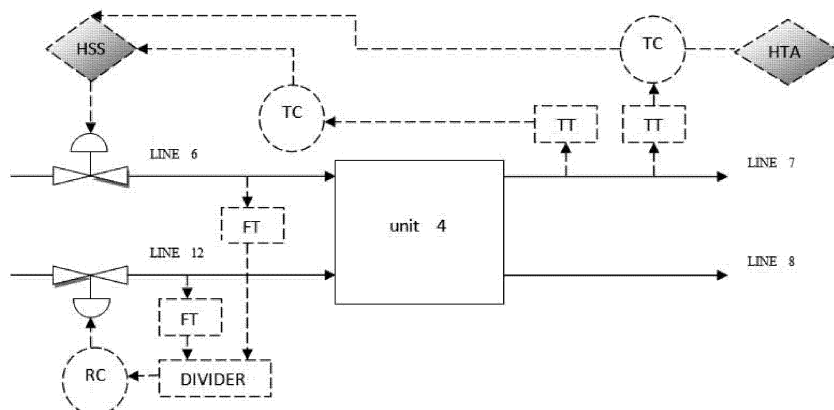 HSS
TC
HTA
TC
TT
TT
LINE 6
LINE 7
FT
unit 4
LINE 12
LINE 8
FT
RC
DIVIDER